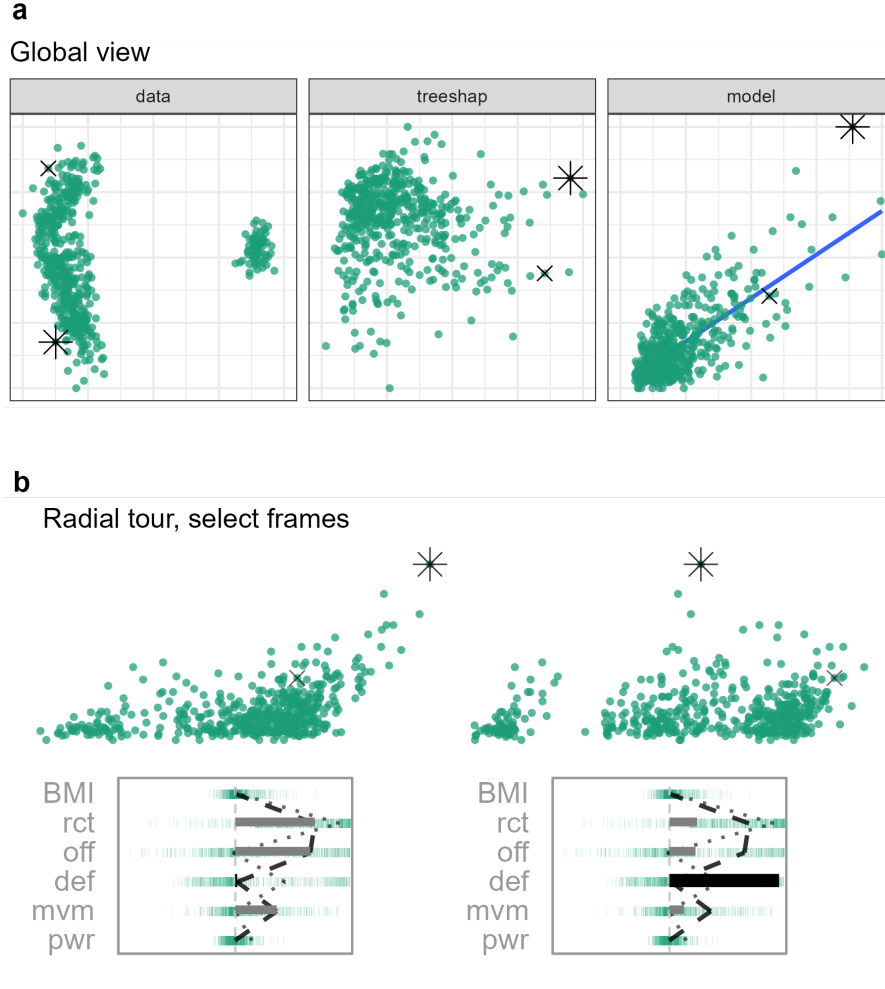 a
Global view
data treeshap model
b
Radial tour, select frames
BMI BMI
rct rct
off off
def def
mvm mvm
pwr pwr